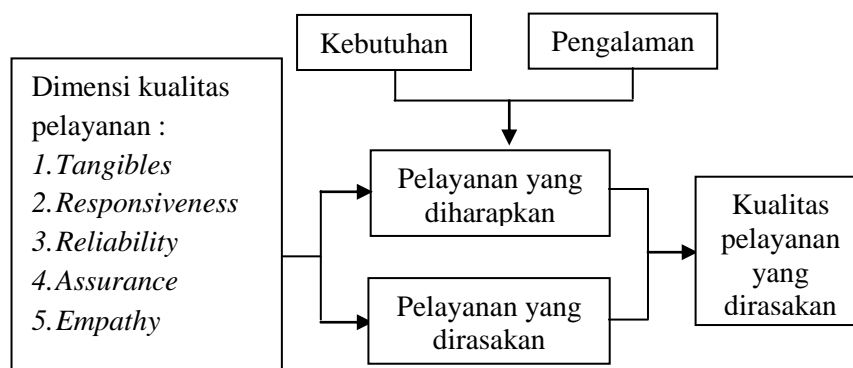 Kebutuhan
Pengalaman
Dimensi kualitas
pelayanan :
1.Tangibles
2.Responsiveness
3.Reliability
4.Assurance
5.Empathy
Pelayanan yang
diharapkan
Pelayanan yang
dirasakan
Kualitas
pelayanan
yang
dirasakan